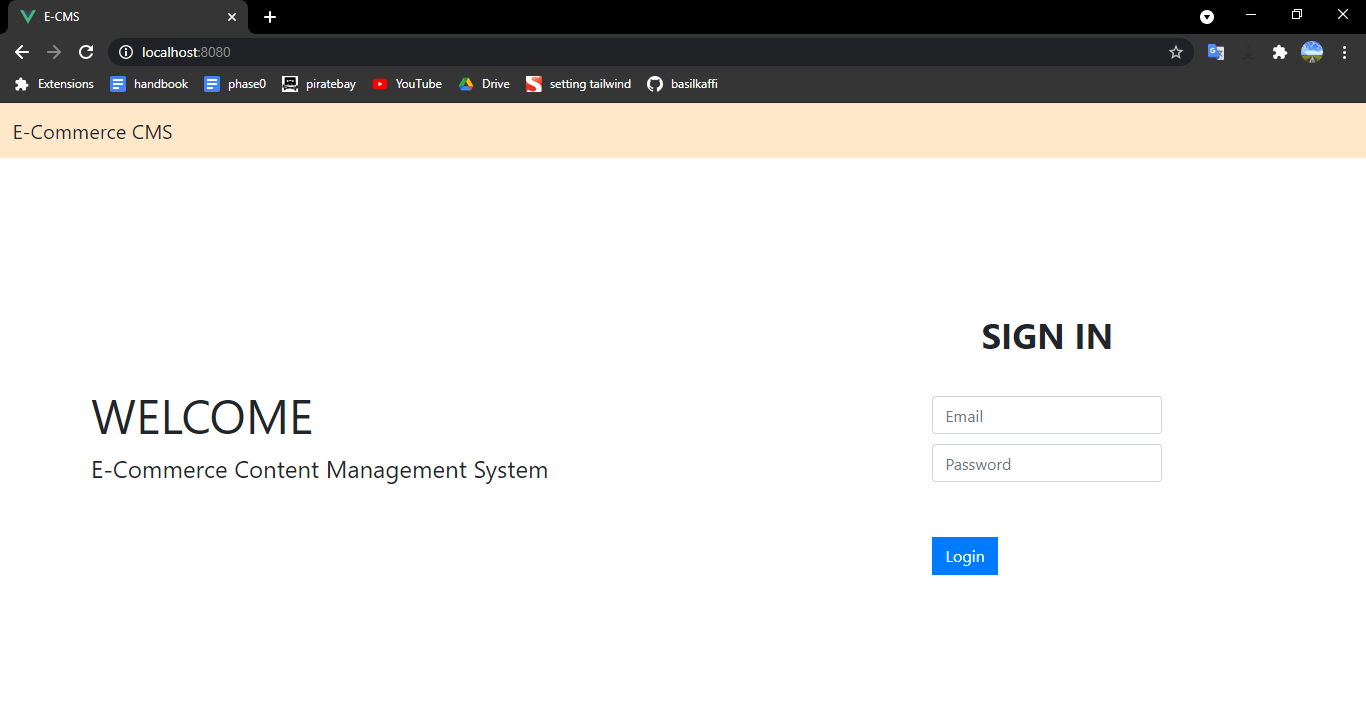 E-CMS
localhost:8080
Extensions handbook phase0 piratebay YouTube Drive setting tailwind basilkaffi
E-Commerce CMS
WELCOME
E-Commerce Content Management System
SIGN IN
Email
Password
Login